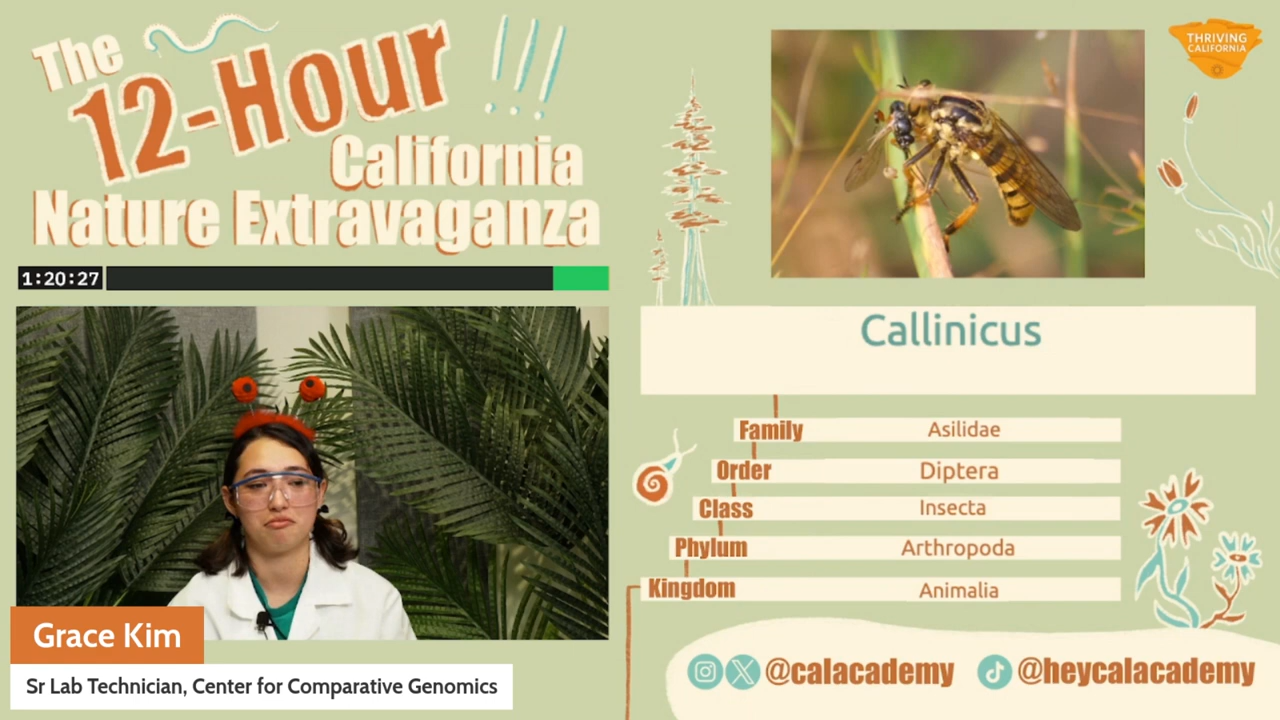 The
12-Hour
!!!
California
Nature Extravaganza
1:20:27
Grace Kim
Sr Lab Technician, Center for Comparative Genomics
THRIVING
CALIFORNIA
Callinicus
Family Asilidae
Order Diptera
Class Insecta
Phylum Arthropoda
Kingdom Animalia
@calacademy @heycalacademy